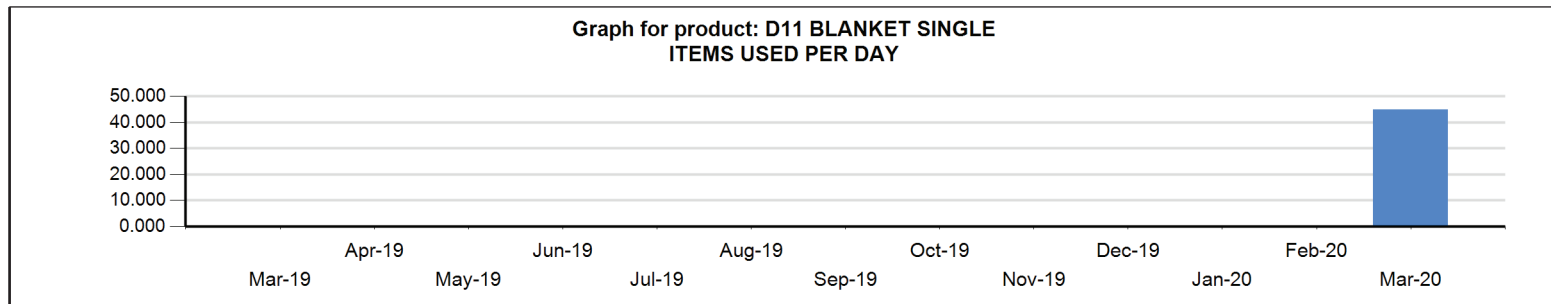 Graph for product: D11 BLANKET SINGLE
ITEMS USED PER DAY
50.000
40.000
30.000
20.000
10.000
0.000
Apr-19 Jun-19 Aug-19 Oct-19 Dec-19 Feb-20
Mar-19 May-19 Jul-19 Sep-19 Nov-19 Jan-20 Mar-20